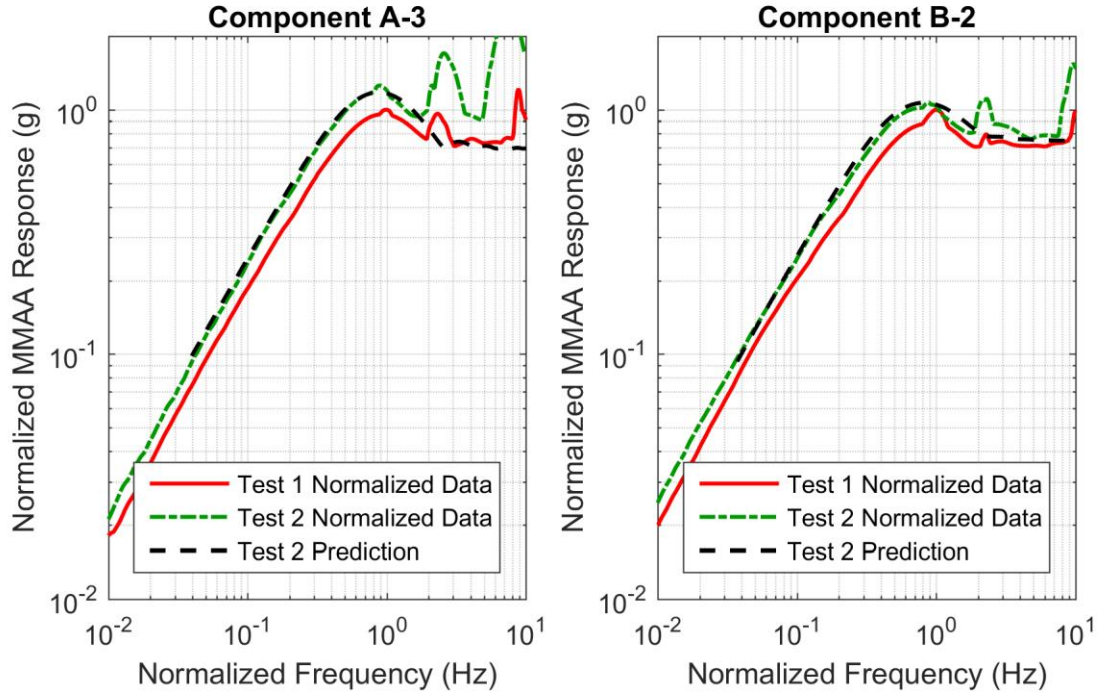 Component A-3
Normalized MMAA Response (g)
10^0
10^-1
10^-2
Test 1 Normalized Data
Test 2 Normalized Data
Test 2 Prediction
10^-2
10^-1
10^0
10^1
Normalized Frequency (Hz)
Component B-2
Normalized MMAA Response (g)
10^0
10^-1
10^-2
Test 1 Normalized Data
Test 2 Normalized Data
Test 2 Prediction
10^-2
10^-1
10^0
10^1
Normalized Frequency (Hz)